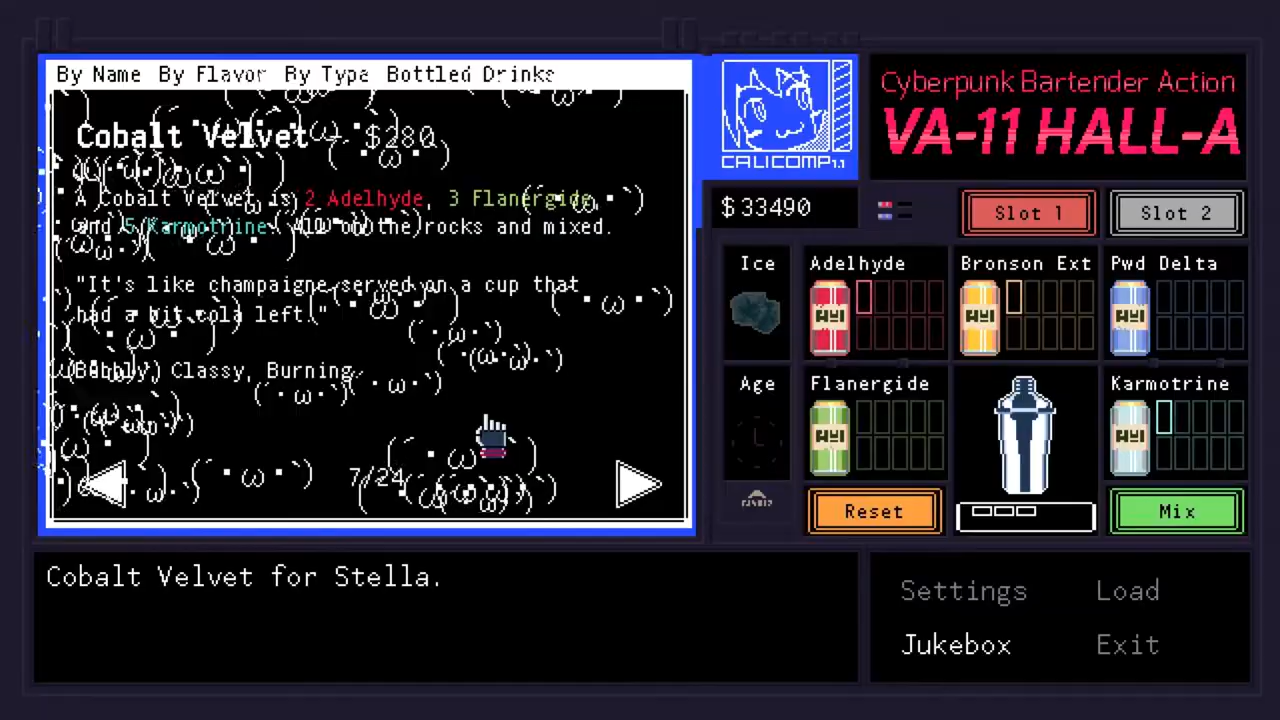 By Name By Flavor By Type Bottled Drinks
Cobalt Velvet - $280
A Cobalt Velvet is 2 Adelhyde, 3 Flanergide
and 5 Karmotrine. All on the rocks and mixed.
"It's like champaigne served on a cup that
had a bit cola left."
(Bubbly) Classy, Burning
7/24
CALICOMP1.1
Cyberpunk Bartender Action
VA-11 HALL-A
$ 33490
Slot 1
Slot 2
Ice
Adelhyde
Bronson Ext
Pwd Delta
Age
Flanergide
Karmotrine
Reset
Mix
Cobalt Velvet for Stella.
Settings
Load
Jukebox
Exit